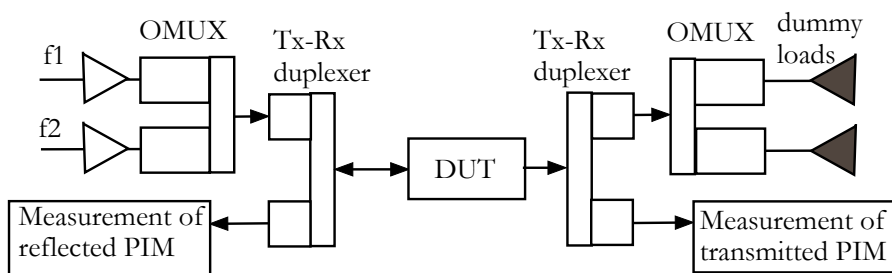 OMUX
f1
f2
Tx-Rx
duplexer
Measurement of
reflected PIM
DUT
Tx-Rx
duplexer
OMUX
dummy
loads
Measurement of
transmitted PIM